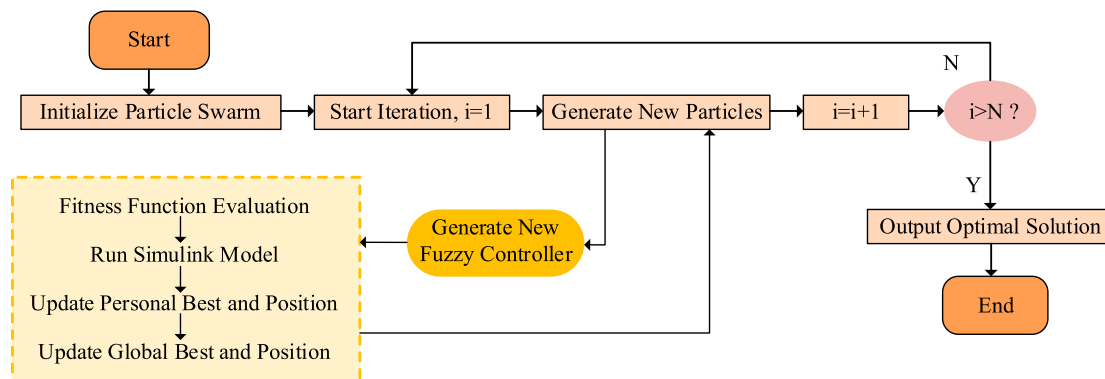 Start
Initialize Particle Swarm
Start Iteration, i=1
Generate New Particles
i=i+1
i>N ?
N
Y
Output Optimal Solution
End
Generate New
Fuzzy Controller
Fitness Function Evaluation
Run Simulink Model
Update Personal Best and Position
Update Global Best and Position